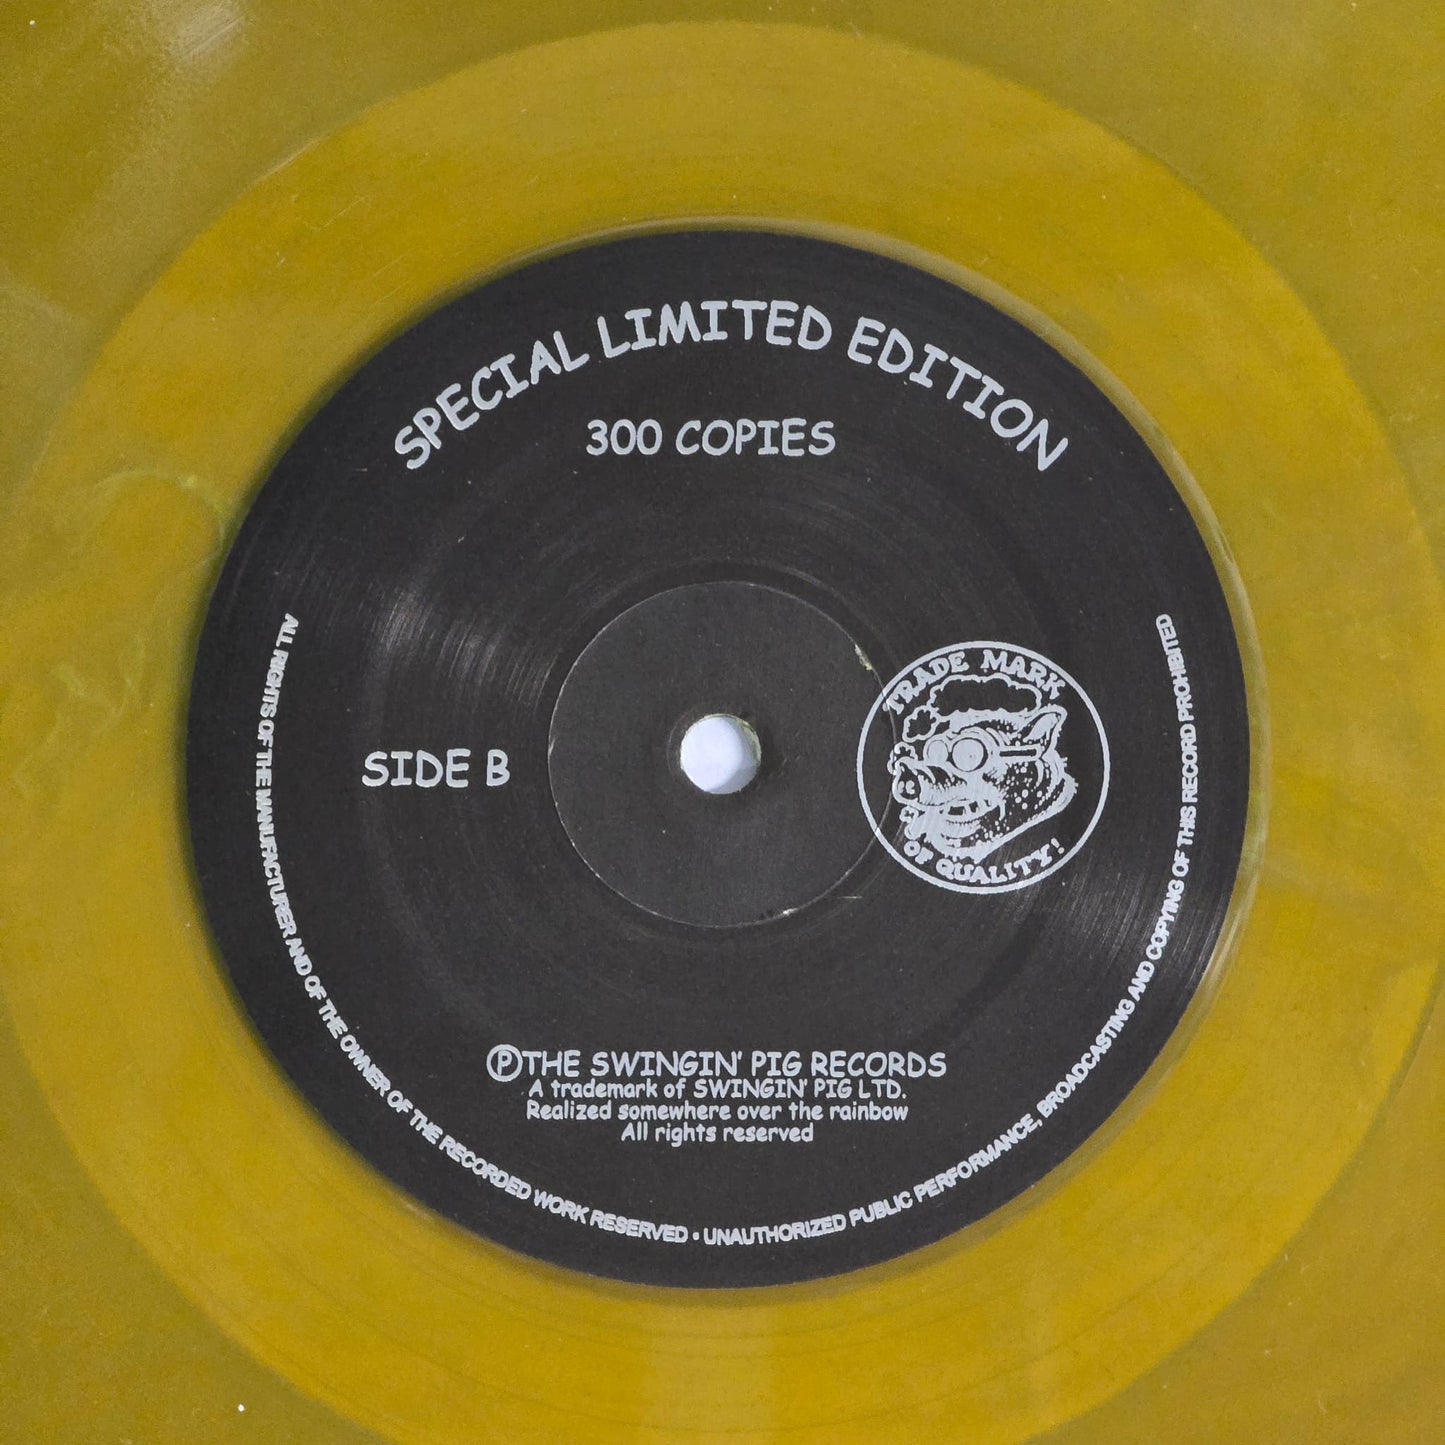 SPECIAL LIMITED EDITION
300 COPIES
SIDE B
TRADE MARK
OF QUALITY!
ⓅTHE SWINGIN' PIG RECORDS
A trademark of SWINGIN' PIG LTD.
Realized somewhere over the rainbow
All rights reserved
ALL RIGHTS OF THE MANUFACTURER AND OF THE OWNER OF THE RECORDED WORK RESERVED • UNAUTHORIZED PUBLIC PERFORMANCE, BROADCASTING AND COPYING OF THIS RECORD PROHIBITED